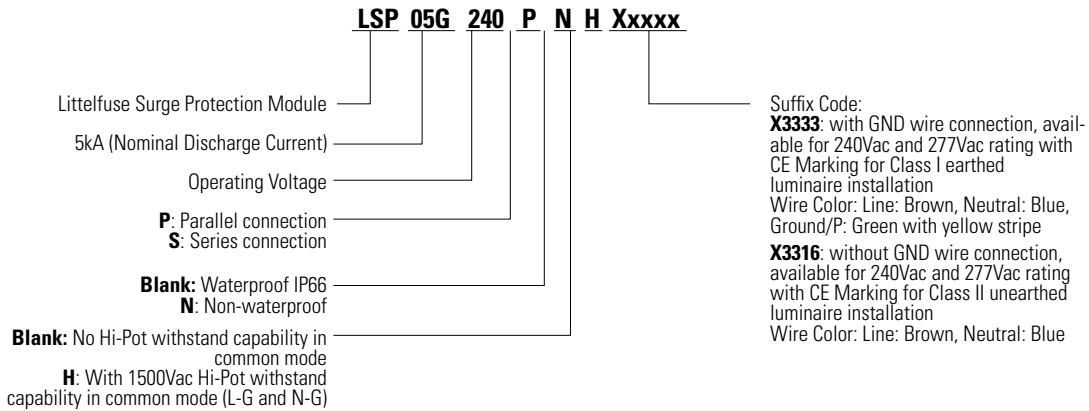 LSP 05G 240 P N H Xxxxx
Littelfuse Surge Protection Module
5kA (Nominal Discharge Current)
Operating Voltage
P: Parallel connection
S: Series connection
Blank: Waterproof IP66
N: Non-waterproof
Blank: No Hi-Pot withstand capability in
common mode
H: With 1500Vac Hi-Pot withstand
capability in common mode (L-G and N-G)
Suffix Code:
X3333: with GND wire connection, avail-
able for 240Vac and 277Vac rating with
CE Marking for Class I earthed
luminaire installation
Wire Color: Line: Brown, Neutral: Blue,
Ground/P: Green with yellow stripe
X3316: without GND wire connection,
available for 240Vac and 277Vac rating
with CE Marking for Class II unearthed
luminaire installation
Wire Color: Line: Brown, Neutral: Blue